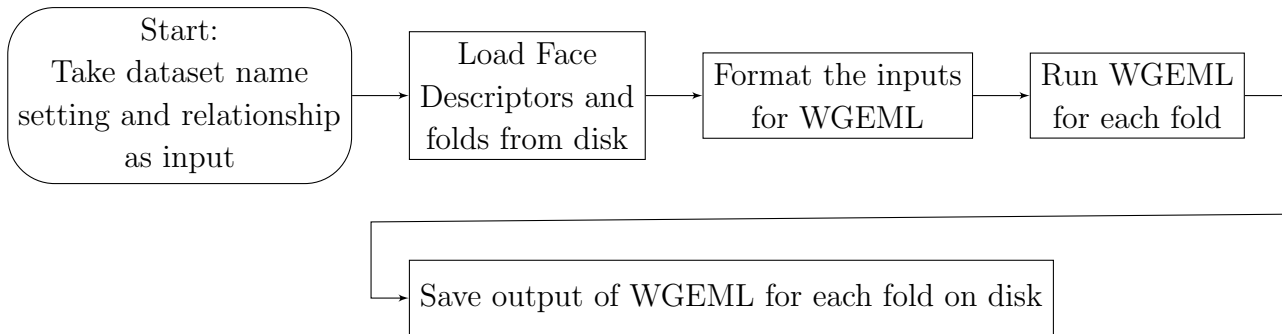 Start:
Take dataset name
setting and relationship
as input
Load Face
Descriptors and
folds from disk
Format the inputs
for WGEML
Run WGEML
for each fold
Save output of WGEML for each fold on disk